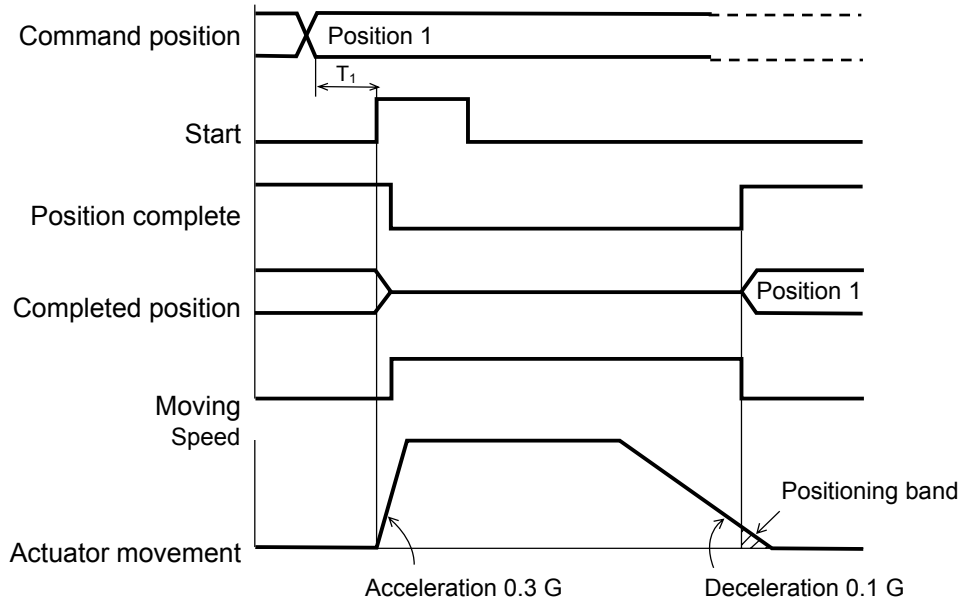 Command position
Position 1
T₁
Start
Position complete
Completed position
Position 1
Moving
Speed
Positioning band
Actuator movement
Acceleration 0.3 G
Deceleration 0.1 G